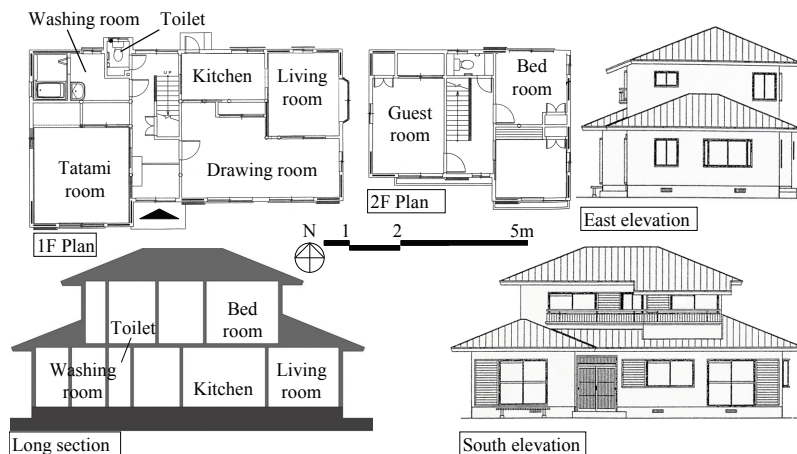 Washing room
Toilet
UP
Kitchen
Living
room
Tatami
room
Drawing room
1F Plan
Guest
room
Bed
room
2F Plan
East elevation
N
1
2
5m
Toilet
Bed
room
Washing
room
Kitchen
Living
room
Long section
South elevation